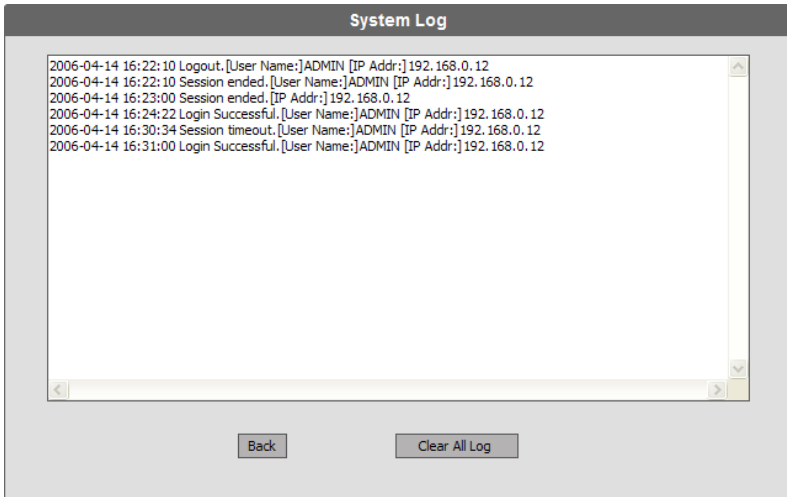 System Log
2006-04-14 16:22:10 Logout.[User Name:]ADMIN [IP Addr:]192.168.0.12
2006-04-14 16:22:10 Session ended.[User Name:]ADMIN [IP Addr:]192.168.0.12
2006-04-14 16:23:00 Session ended.[IP Addr:]192.168.0.12
2006-04-14 16:24:22 Login Successful.[User Name:]ADMIN [IP Addr:]192.168.0.12
2006-04-14 16:30:34 Session timeout.[User Name:]ADMIN [IP Addr:]192.168.0.12
2006-04-14 16:31:00 Login Successful.[User Name:]ADMIN [IP Addr:]192.168.0.12
Back
Clear All Log